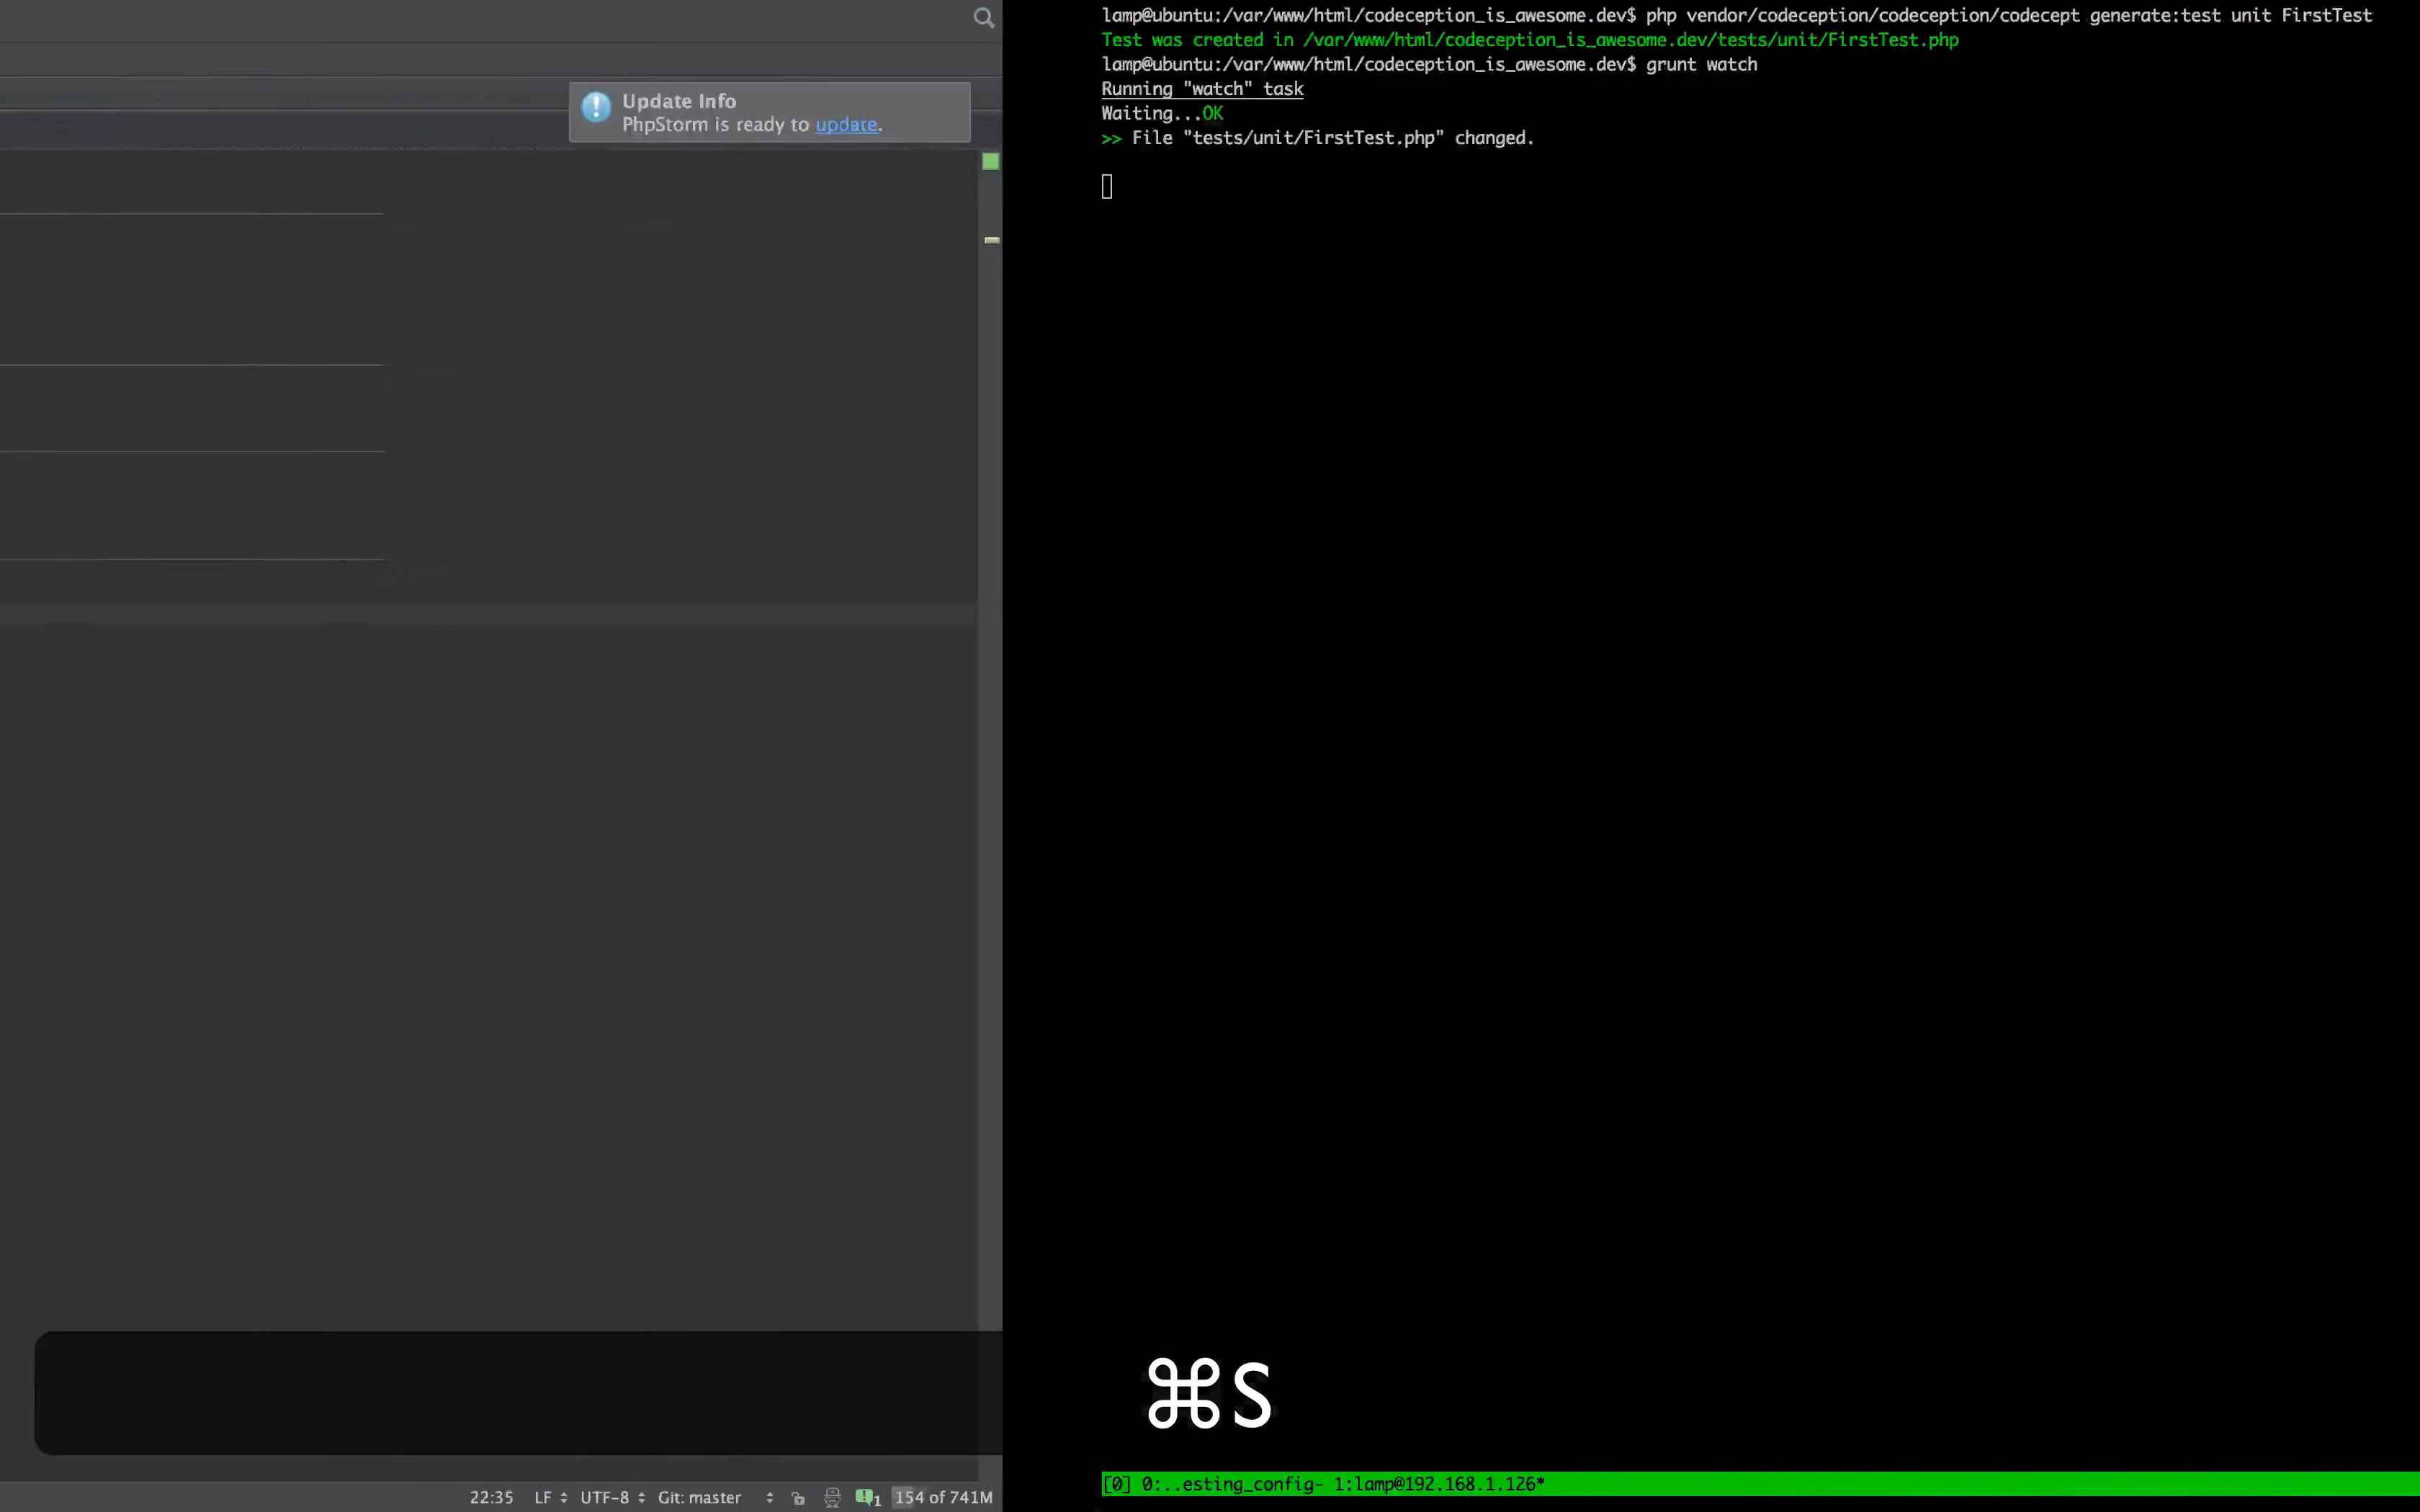 Update Info
PhpStorm is ready to update.
22:35 LF UTF-8 Git: master 1 154 of 741M
lamp@ubuntu:/var/www/html/codeception_is_awesome.dev$ php vendor/codeception/codeception/codecept generate:test unit FirstTest
Test was created in /var/www/html/codeception_is_awesome.dev/tests/unit/FirstTest.php
lamp@ubuntu:/var/www/html/codeception_is_awesome.dev$ grunt watch
Running "watch" task
Waiting...OK
>> File "tests/unit/FirstTest.php" changed.
⌘S
[0] 0:..esting_config- 1:lamp@192.168.1.126*